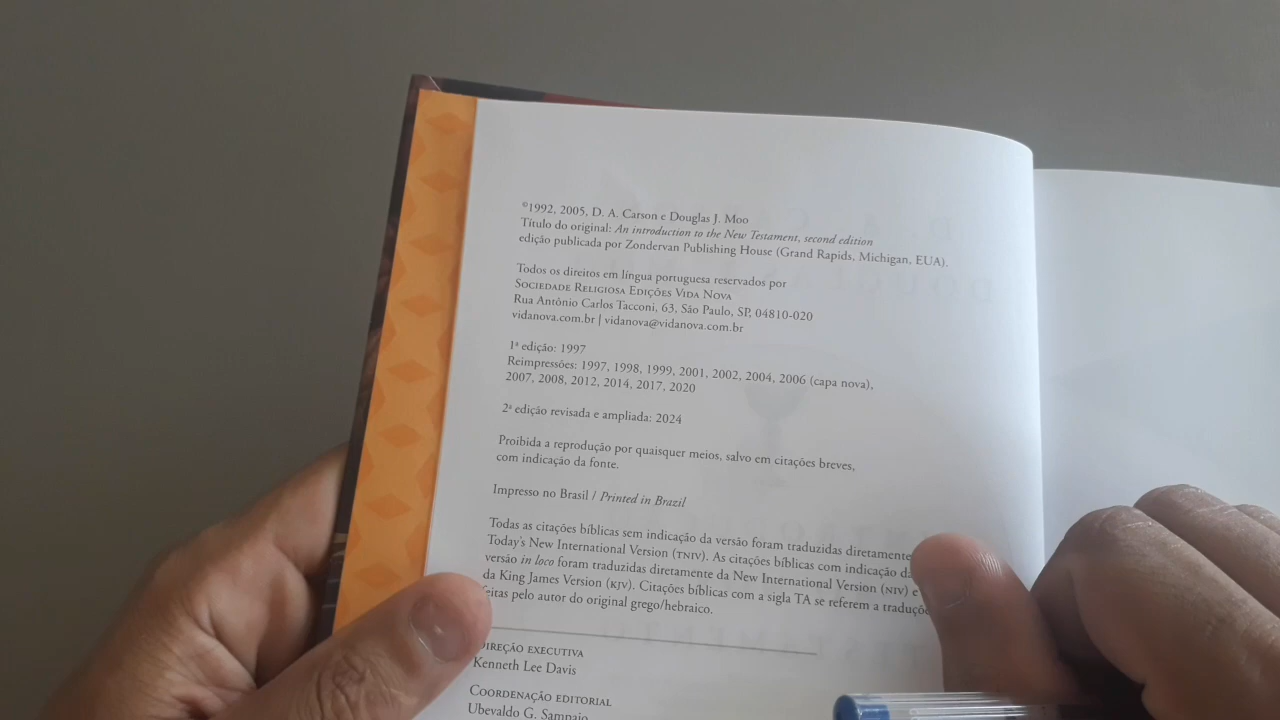 ©1992, 2005, D. A. Carson e Douglas J. Moo
Título do original: An introduction to the New Testament, second edition
edição publicada por Zondervan Publishing House (Grand Rapids, Michigan, EUA).
Todos os direitos em língua portuguesa reservados por
Sociedade Religiosa Edições Vida Nova
Rua Antônio Carlos Tacconi, 63, São Paulo, SP, 04810-020
vidanova.com.br | vidanova@vidanova.com.br
1ª edição: 1997
Reimpressões: 1997, 1998, 1999, 2001, 2002, 2004, 2006 (capa nova),
2007, 2008, 2012, 2014, 2017, 2020
2ª edição revisada e ampliada: 2024
Proibida a reprodução por quaisquer meios, salvo em citações breves,
com indicação da fonte.
Impresso no Brasil / Printed in Brazil
Todas as citações bíblicas sem indicação da versão foram traduzidas diretamente
Today's New International Version (TNIV). As citações bíblicas com indicação da
versão in loco foram traduzidas diretamente da New International Version (NIV) e
da King James Version (KJV). Citações bíblicas com a sigla TA se referem a
feitas pelo autor do original grego/hebraico.
Direção executiva
Kenneth Lee Davis
Coordenação editorial
Ubevaldo G. Sampaio